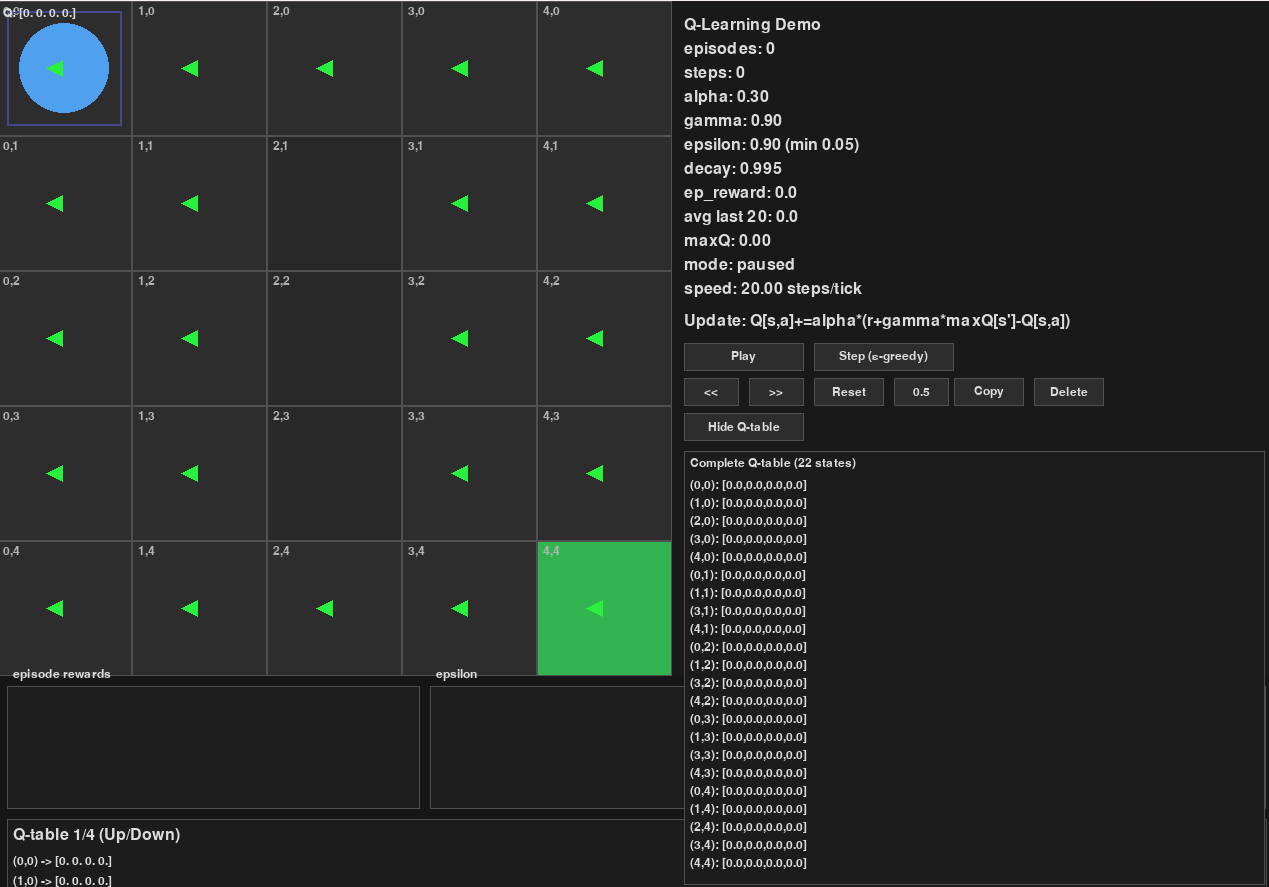 Q: [0. 0. 0. 0.]
1,0
2,0
3,0
4,0
0,1
1,1
2,1
3,1
4,1
0,2
1,2
2,2
3,2
4,2
0,3
1,3
2,3
3,3
4,3
0,4
1,4
2,4
3,4
4,4
Q-Learning Demo
episodes: 0
steps: 0
alpha: 0.30
gamma: 0.90
epsilon: 0.90 (min 0.05)
decay: 0.995
ep_reward: 0.0
avg last 20: 0.0
maxQ: 0.00
mode: paused
speed: 20.00 steps/tick
Update: Q[s,a]+=alpha*(r+gamma*maxQ[s']-Q[s,a])
Play
Step (ε-greedy)
<<
>>
Reset
0.5
Copy
Delete
Hide Q-table
Complete Q-table (22 states)
(0,0): [0.0,0.0,0.0,0.0]
(1,0): [0.0,0.0,0.0,0.0]
(2,0): [0.0,0.0,0.0,0.0]
(3,0): [0.0,0.0,0.0,0.0]
(4,0): [0.0,0.0,0.0,0.0]
(0,1): [0.0,0.0,0.0,0.0]
(1,1): [0.0,0.0,0.0,0.0]
(3,1): [0.0,0.0,0.0,0.0]
(4,1): [0.0,0.0,0.0,0.0]
(0,2): [0.0,0.0,0.0,0.0]
(1,2): [0.0,0.0,0.0,0.0]
(3,2): [0.0,0.0,0.0,0.0]
(4,2): [0.0,0.0,0.0,0.0]
(0,3): [0.0,0.0,0.0,0.0]
(1,3): [0.0,0.0,0.0,0.0]
(3,3): [0.0,0.0,0.0,0.0]
(4,3): [0.0,0.0,0.0,0.0]
(0,4): [0.0,0.0,0.0,0.0]
(1,4): [0.0,0.0,0.0,0.0]
(2,4): [0.0,0.0,0.0,0.0]
(3,4): [0.0,0.0,0.0,0.0]
(4,4): [0.0,0.0,0.0,0.0]
episode rewards
epsilon
Q-table 1/4 (Up/Down)
(0,0) -> [0. 0. 0. 0.]
(1,0) -> [0. 0. 0. 0.]